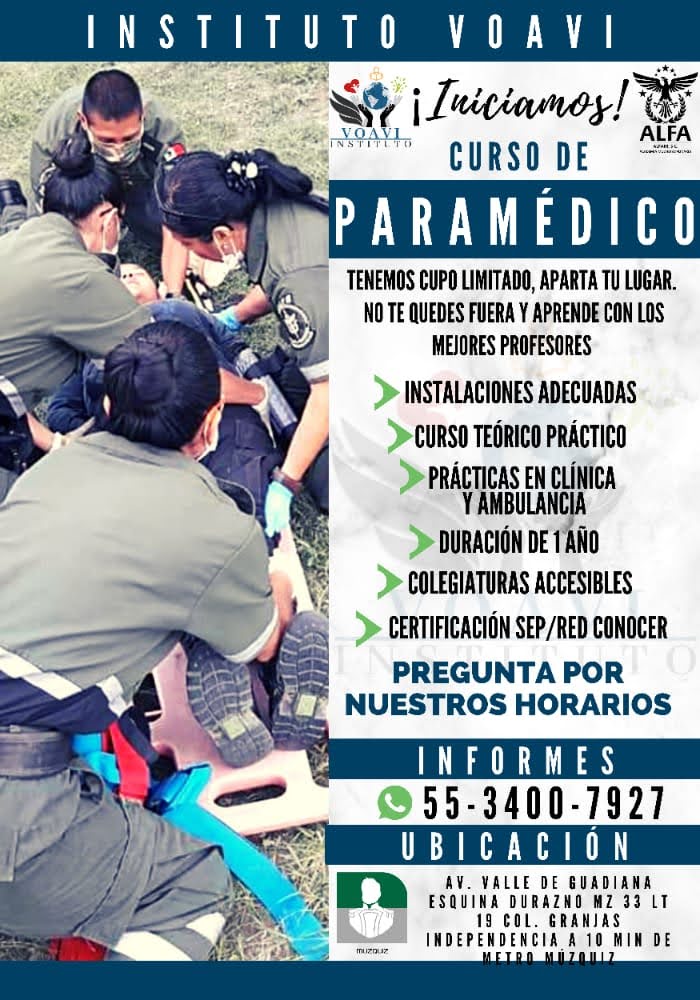 INSTITUTO VOAVI
VOAVI
INSTITUTO
¡Iniciamos!
ALFA
CURSO DE
PARAMÉDICO
TENEMOS CUPO LIMITADO, APARTA TU LUGAR.
NO TE QUEDES FUERA Y APRENDE CON LOS
MEJORES PROFESORES
INSTALACIONES ADECUADAS
CURSO TEÓRICO PRÁCTICO
PRÁCTICAS EN CLÍNICA
Y AMBULANCIA
DURACIÓN DE 1 AÑO
COLEGIATURAS ACCESIBLES
CERTIFICACIÓN SEP/RED CONOCER
VOAVI
INSTITUTO
PREGUNTA POR
NUESTROS HORARIOS
INFORMES
55-3400-7927
UBICACIÓN
MÚZQUIZ
AV. VALLE DE GUADIANA
ESQUINA DURAZNO MZ 33 LT
19 COL. GRANJAS
INDEPENDENCIA A 10 MIN DE
METRO MÚZQUIZ